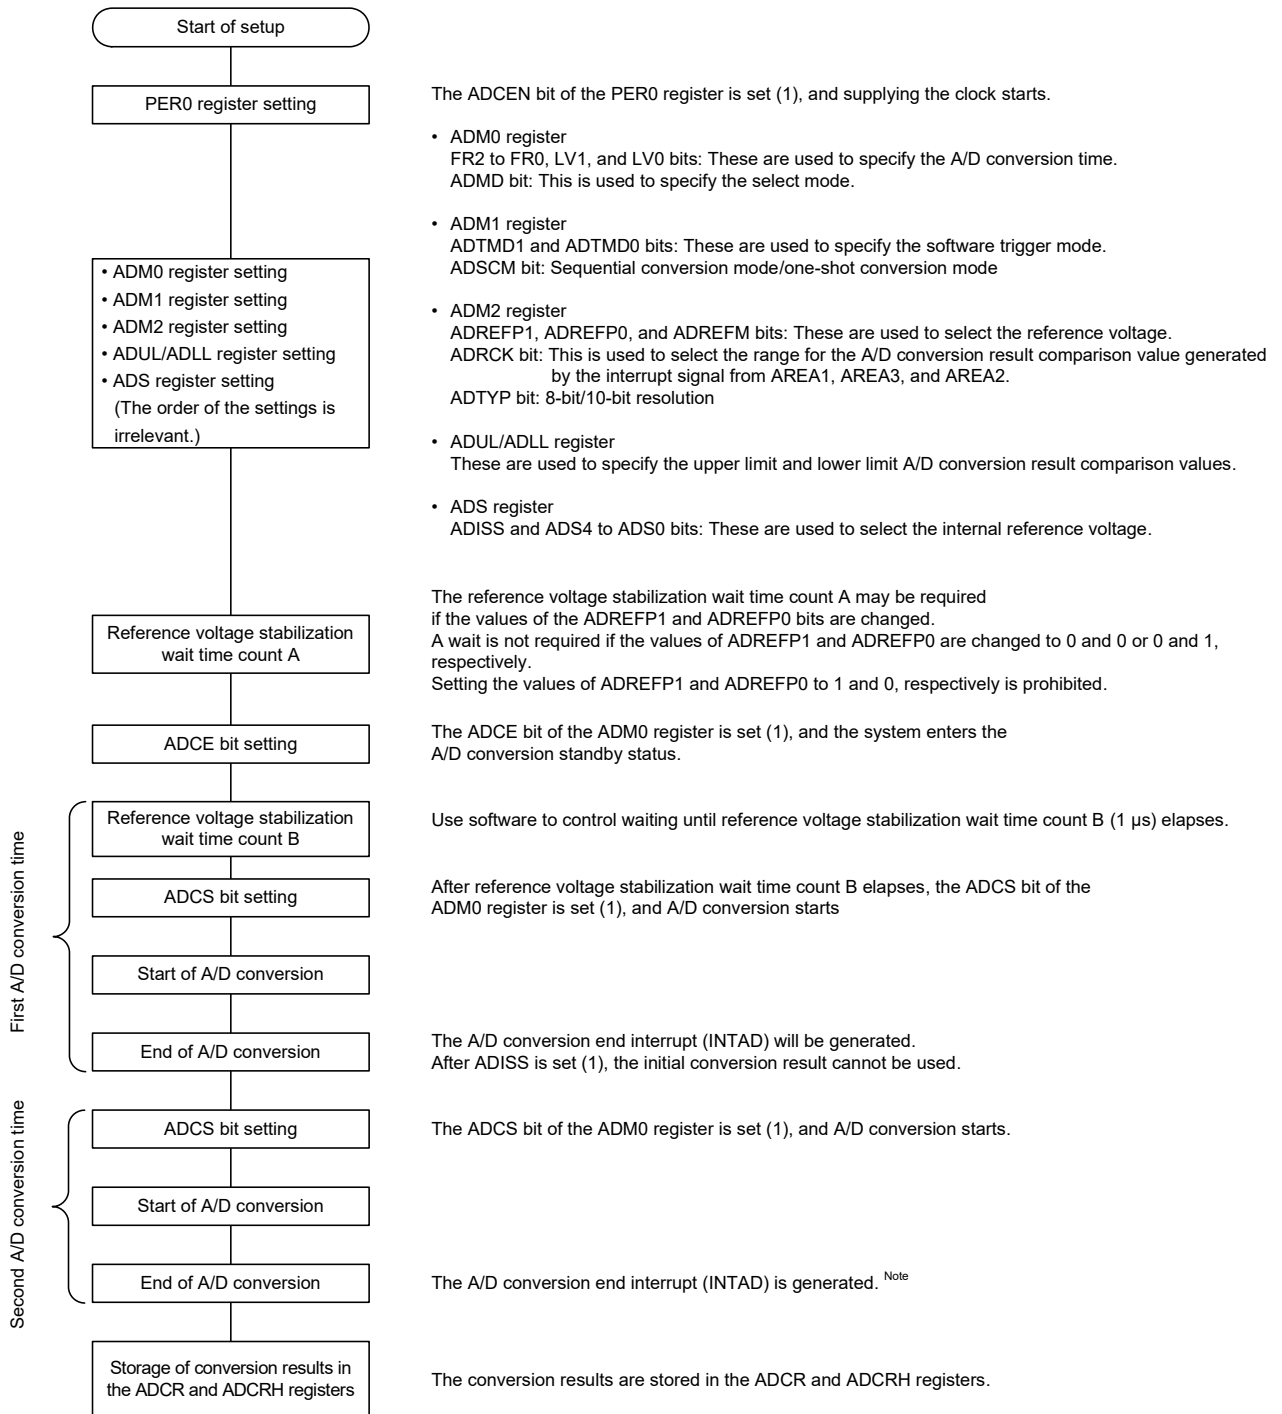 Start of setup
PER0 register setting
The ADCEN bit of the PER0 register is set (1), and supplying the clock starts.
• ADM0 register
FR2 to FR0, LV1, and LV0 bits: These are used to specify the A/D conversion time.
ADMD bit: This is used to specify the select mode.
• ADM1 register
ADTMD1 and ADTMD0 bits: These are used to specify the software trigger mode.
ADSCM bit: Sequential conversion mode/one-shot conversion mode
• ADM2 register
ADREFP1, ADREFP0, and ADREFM bits: These are used to select the reference voltage.
ADRCK bit: This is used to select the range for the A/D conversion result comparison value generated
by the interrupt signal from AREA1, AREA3, and AREA2.
ADTYP bit: 8-bit/10-bit resolution
• ADUL/ADLL register
These are used to specify the upper limit and lower limit A/D conversion result comparison values.
• ADS register
ADISS and ADS4 to ADS0 bits: These are used to select the internal reference voltage.
• ADM0 register setting
• ADM1 register setting
• ADM2 register setting
• ADUL/ADLL register setting
• ADS register setting
(The order of the settings is
irrelevant.)
Reference voltage stabilization
wait time count A
The reference voltage stabilization wait time count A may be required
if the values of the ADREFP1 and ADREFP0 bits are changed.
A wait is not required if the values of ADREFP1 and ADREFP0 are changed to 0 and 0 or 0 and 1,
respectively.
Setting the values of ADREFP1 and ADREFP0 to 1 and 0, respectively is prohibited.
ADCE bit setting
The ADCE bit of the ADM0 register is set (1), and the system enters the
A/D conversion standby status.
First A/D conversion time
Reference voltage stabilization
wait time count B
Use software to control waiting until reference voltage stabilization wait time count B (1 µs) elapses.
ADCS bit setting
After reference voltage stabilization wait time count B elapses, the ADCS bit of the
ADM0 register is set (1), and A/D conversion starts
Start of A/D conversion
End of A/D conversion
The A/D conversion end interrupt (INTAD) will be generated.
After ADISS is set (1), the initial conversion result cannot be used.
Second A/D conversion time
ADCS bit setting
The ADCS bit of the ADM0 register is set (1), and A/D conversion starts.
Start of A/D conversion
End of A/D conversion
The A/D conversion end interrupt (INTAD) is generated. Note
Storage of conversion results in
the ADCR and ADCRH registers
The conversion results are stored in the ADCR and ADCRH registers.